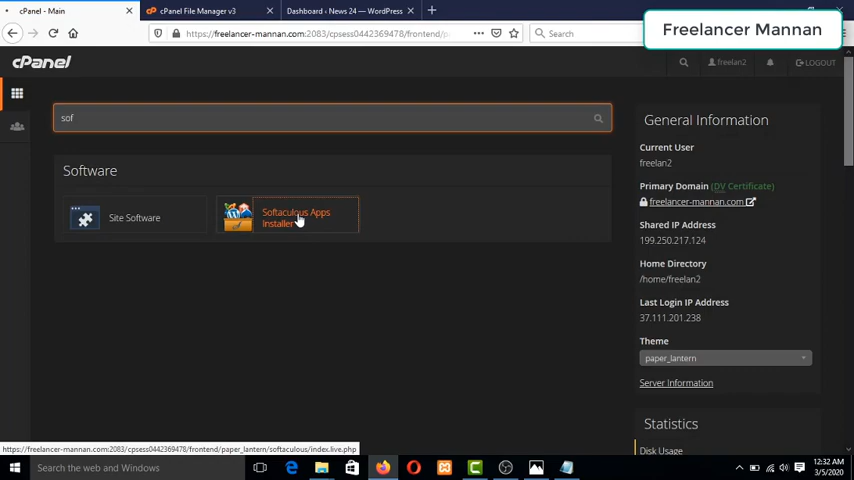 cPanel - Main
cPanel File Manager v3
Dashboard ‹ News 24 — WordPress
Freelancer Mannan
https://freelancer-mannan.com:2083/cpsess0442369478/frontend/p
Search
cPanel
freelan2
LOGOUT
sof
Software
Site Software
Softaculous Apps
Installer
General Information
Current User
freelan2
Primary Domain (DV Certificate)
freelancer-mannan.com
Shared IP Address
199.250.217.124
Home Directory
/home/freelan2
Last Login IP Address
37.111.201.238
Theme
paper_lantern
Server Information
Statistics
Disk Usage
https://freelancer-mannan.com:2083/cpsess0442369478/frontend/paper_lantern/softaculous/index.live.php
Search the web and Windows
12:32 AM
3/5/2020